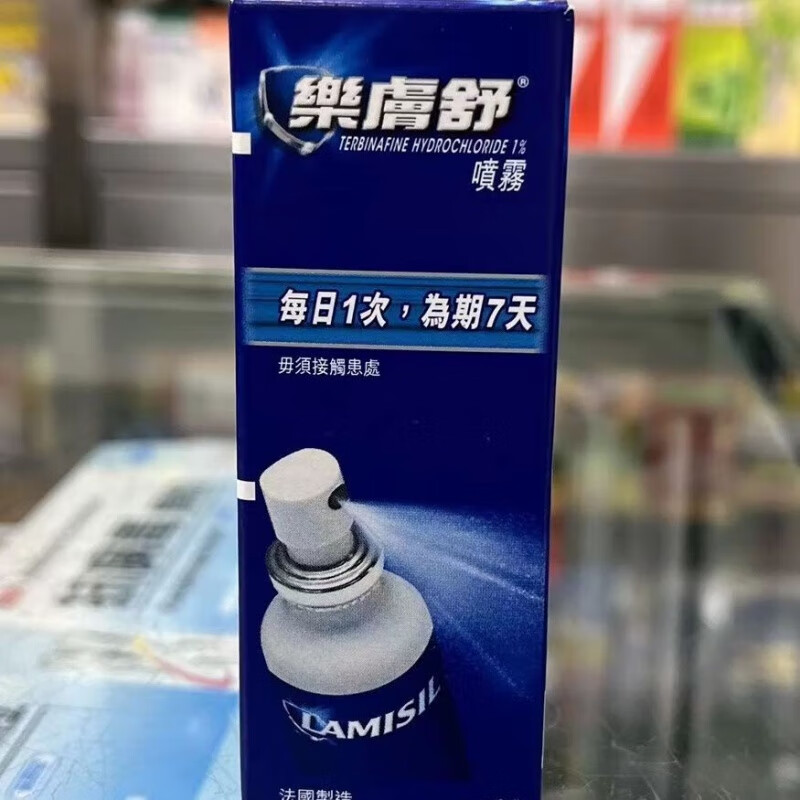 樂膚舒®
TERBINAFINE HYDROCHLORIDE 1%
噴霧
每日1次，為期7天
毋須接觸患處
LAMISIL
法國製造